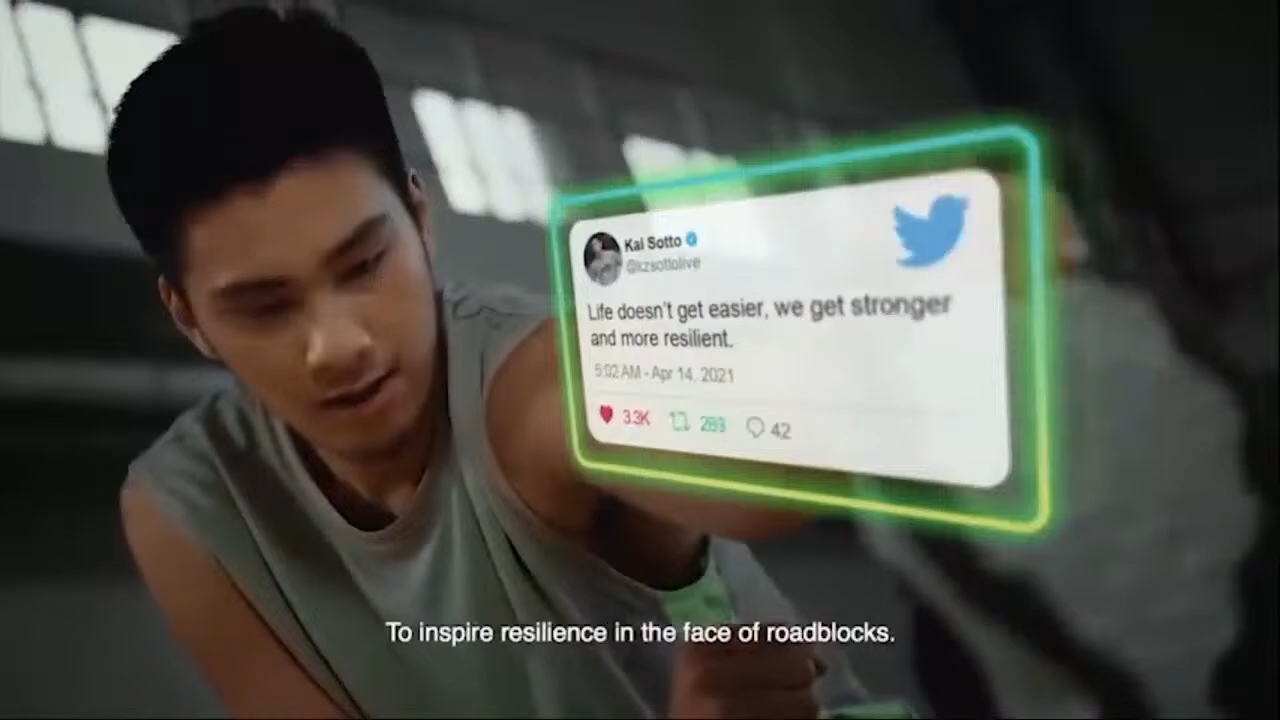 Kai Sotto
@kzsottolive
Life doesn't get easier, we get stronger
and more resilient.
5:02 AM - Apr 14, 2021
3.3K 289 42
To inspire resilience in the face of roadblocks.